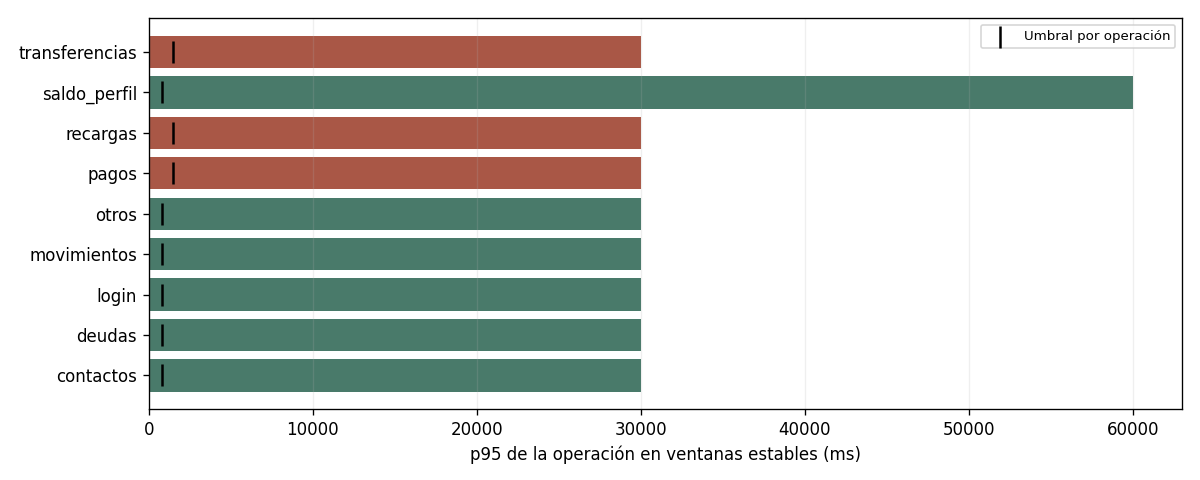 Umbral por operación
transferencias
saldo_perfil
recargas
pagos
otros
movimientos
login
deudas
contactos
0 10000 20000 30000 40000 50000 60000
p95 de la operación en ventanas estables (ms)